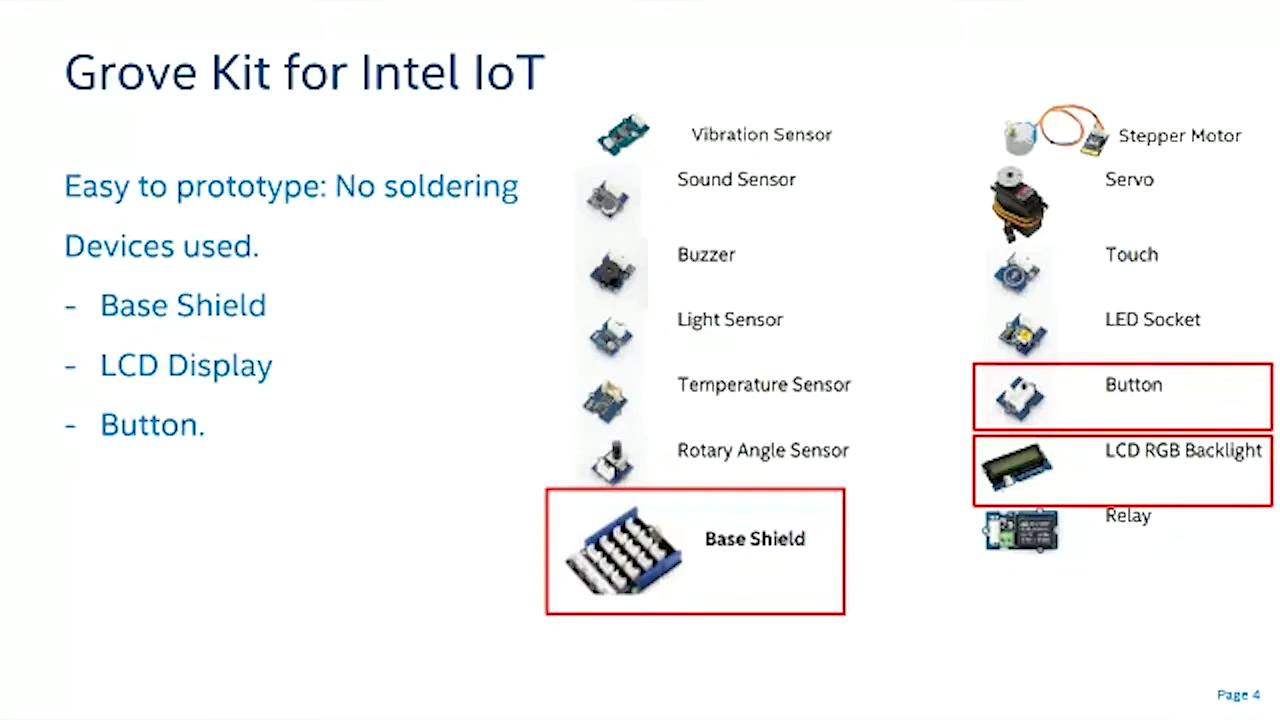 Grove Kit for Intel IoT
Easy to prototype: No soldering
Devices used.
- Base Shield
- LCD Display
- Button.
Vibration Sensor
Sound Sensor
Buzzer
Light Sensor
Temperature Sensor
Rotary Angle Sensor
Base Shield
Stepper Motor
Servo
Touch
LED Socket
Button
LCD RGB Backlight
Relay
Page 4